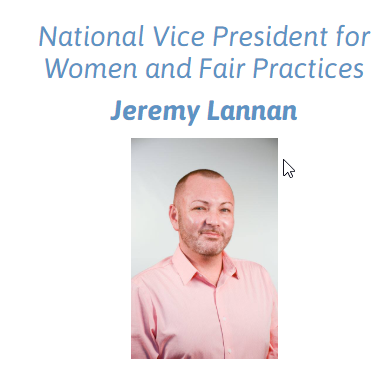 National Vice President for
Women and Fair Practices
Jeremy Lannan